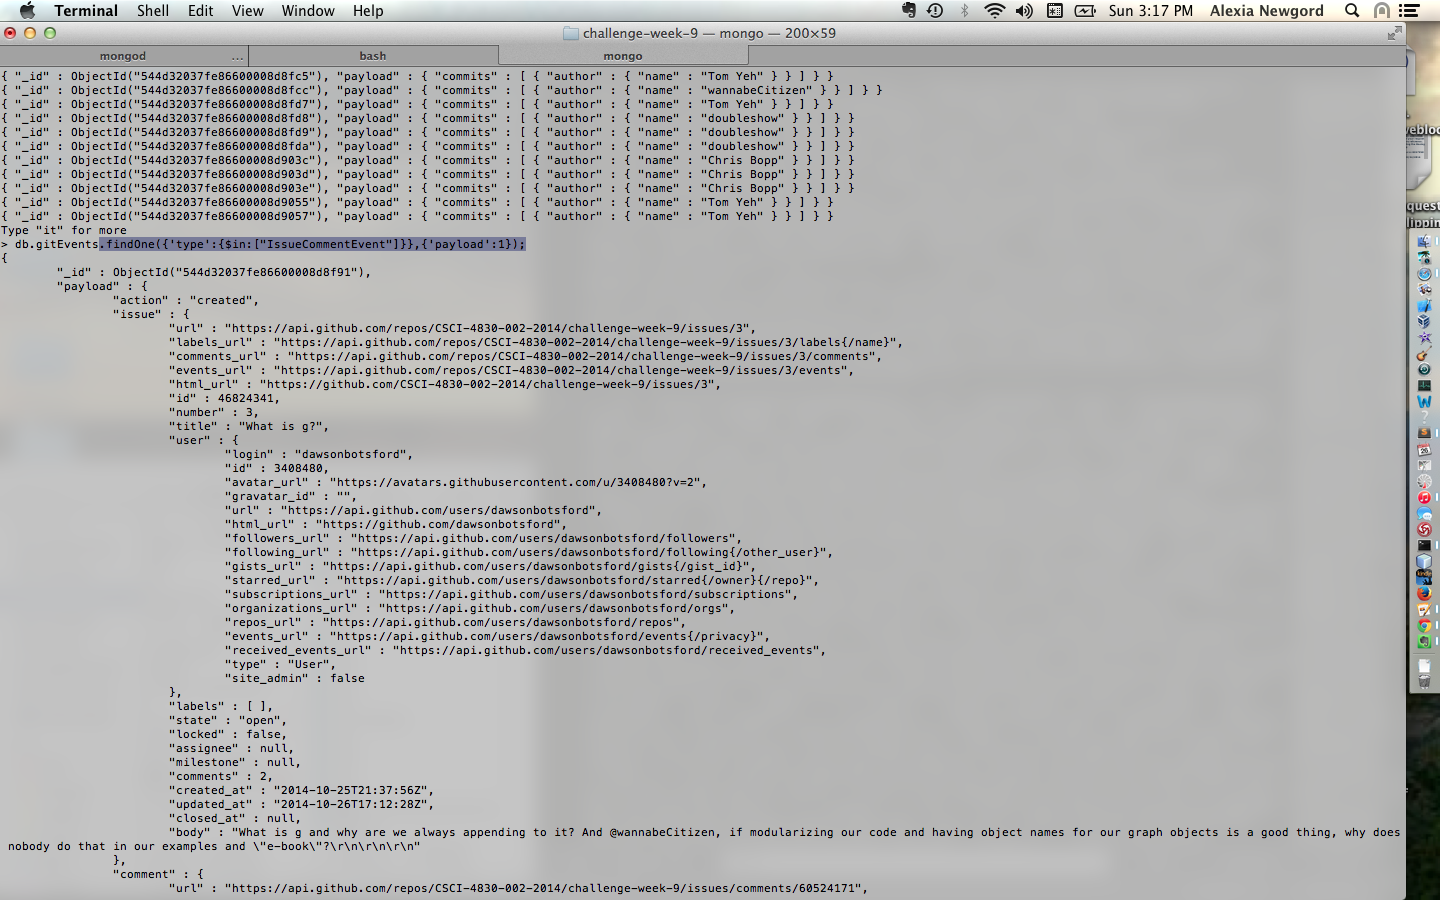 Terminal Shell Edit View Window Help Sun 3:17 PM Alexia Newgord
challenge-week-9 — mongo — 200×59
mongod ... bash mongo
{ "_id" : ObjectId("544d32037fe86600008d8fc5"), "payload" : { "commits" : [ { "author" : { "name" : "Tom Yeh" } } ] } }
{ "_id" : ObjectId("544d32037fe86600008d8fcc"), "payload" : { "commits" : [ { "author" : { "name" : "wannabeCitizen" } } ] } }
{ "_id" : ObjectId("544d32037fe86600008d8fd7"), "payload" : { "commits" : [ { "author" : { "name" : "Tom Yeh" } } ] } }
{ "_id" : ObjectId("544d32037fe86600008d8fd8"), "payload" : { "commits" : [ { "author" : { "name" : "doubleshow" } } ] } }
{ "_id" : ObjectId("544d32037fe86600008d8fd9"), "payload" : { "commits" : [ { "author" : { "name" : "doubleshow" } } ] } }
{ "_id" : ObjectId("544d32037fe86600008d8fda"), "payload" : { "commits" : [ { "author" : { "name" : "doubleshow" } } ] } }
{ "_id" : ObjectId("544d32037fe86600008d903c"), "payload" : { "commits" : [ { "author" : { "name" : "Chris Bopp" } } ] } }
{ "_id" : ObjectId("544d32037fe86600008d903d"), "payload" : { "commits" : [ { "author" : { "name" : "Chris Bopp" } } ] } }
{ "_id" : ObjectId("544d32037fe86600008d903e"), "payload" : { "commits" : [ { "author" : { "name" : "Chris Bopp" } } ] } }
{ "_id" : ObjectId("544d32037fe86600008d9055"), "payload" : { "commits" : [ { "author" : { "name" : "Tom Yeh" } } ] } }
{ "_id" : ObjectId("544d32037fe86600008d9057"), "payload" : { "commits" : [ { "author" : { "name" : "Tom Yeh" } } ] } }
Type "it" for more
> db.gitEvents.findOne({'type':{$in:["IssueCommentEvent"]}},{'payload':1});
{
"_id" : ObjectId("544d32037fe86600008d8f91"),
"payload" : {
"action" : "created",
"issue" : {
"url" : "https://api.github.com/repos/CSCI-4830-002-2014/challenge-week-9/issues/3",
"labels_url" : "https://api.github.com/repos/CSCI-4830-002-2014/challenge-week-9/issues/3/labels{/name}",
"comments_url" : "https://api.github.com/repos/CSCI-4830-002-2014/challenge-week-9/issues/3/comments",
"events_url" : "https://api.github.com/repos/CSCI-4830-002-2014/challenge-week-9/issues/3/events",
"html_url" : "https://github.com/CSCI-4830-002-2014/challenge-week-9/issues/3",
"id" : 46824341,
"number" : 3,
"title" : "What is g?",
"user" : {
"login" : "dawsonbotsford",
"id" : 3408480,
"avatar_url" : "https://avatars.githubusercontent.com/u/3408480?v=2",
"gravatar_id" : "",
"url" : "https://api.github.com/users/dawsonbotsford",
"html_url" : "https://github.com/dawsonbotsford",
"followers_url" : "https://api.github.com/users/dawsonbotsford/followers",
"following_url" : "https://api.github.com/users/dawsonbotsford/following{/other_user}",
"gists_url" : "https://api.github.com/users/dawsonbotsford/gists{/gist_id}",
"starred_url" : "https://api.github.com/users/dawsonbotsford/starred{/owner}{/repo}",
"subscriptions_url" : "https://api.github.com/users/dawsonbotsford/subscriptions",
"organizations_url" : "https://api.github.com/users/dawsonbotsford/orgs",
"repos_url" : "https://api.github.com/users/dawsonbotsford/repos",
"events_url" : "https://api.github.com/users/dawsonbotsford/events{/privacy}",
"received_events_url" : "https://api.github.com/users/dawsonbotsford/received_events",
"type" : "User",
"site_admin" : false
},
"labels" : [ ],
"state" : "open",
"locked" : false,
"assignee" : null,
"milestone" : null,
"comments" : 2,
"created_at" : "2014-10-25T21:37:56Z",
"updated_at" : "2014-10-26T17:12:28Z",
"closed_at" : null,
"body" : "What is g and why are we always appending to it? And @wannabeCitizen, if modularizing our code and having object names for our graph objects is a good thing, why does
nobody do that in our examples and \"e-book\"?\r\n\r\n\r\n"
},
"comment" : {
"url" : "https://api.github.com/repos/CSCI-4830-002-2014/challenge-week-9/issues/comments/60524171",